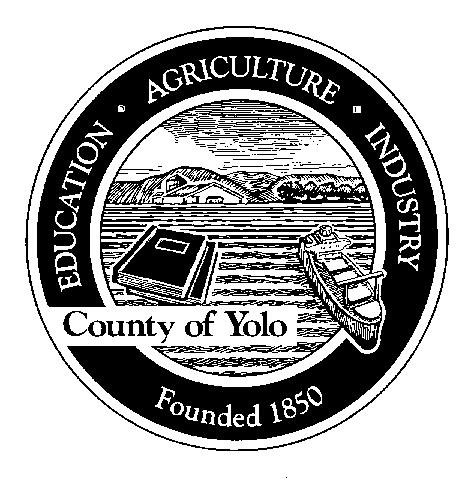 EDUCATION • AGRICULTURE • INDUSTRY
County of Yolo
Founded 1850